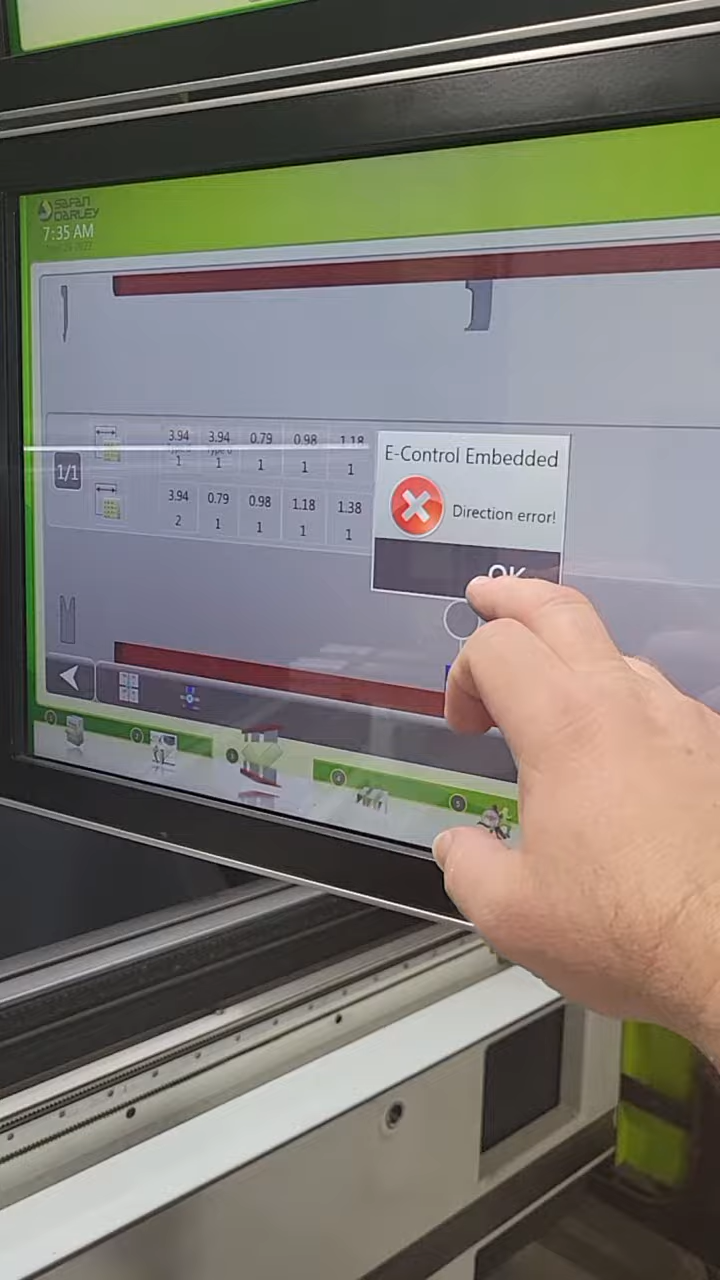 SAFAN
DARLEY
7:35 AM
3.94 3.94 0.79 0.98 1.18
1 1 1 1 1
1/1
3.94 0.79 0.98 1.18 1.38
2 1 1 1 1
E-Control Embedded
Direction error!
OK